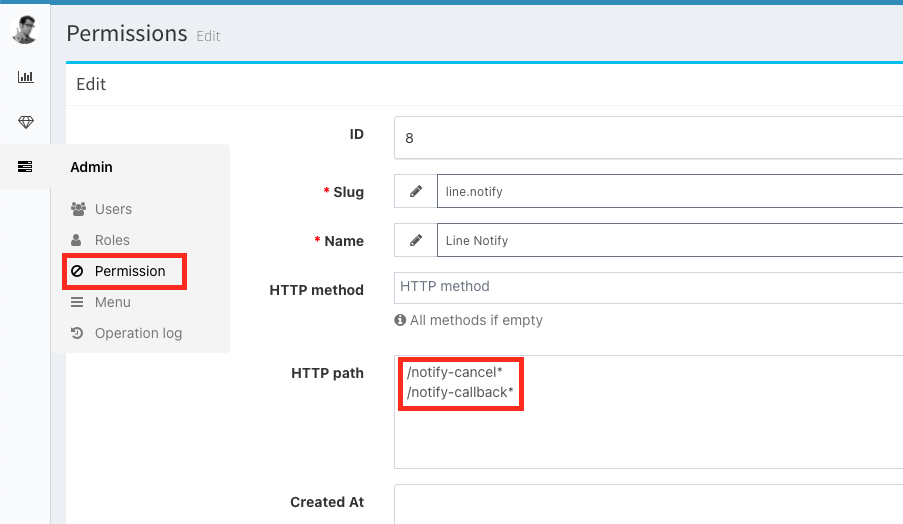 Permissions Edit
Edit
ID
8
Admin
* Slug
line.notify
Users
* Name
Line Notify
Roles
Permission
HTTP method
HTTP method
Menu
All methods if empty
Operation log
HTTP path
/notify-cancel*
/notify-callback*
Created At